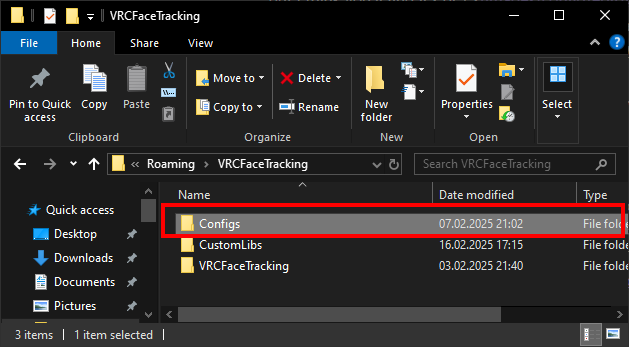 VRCFaceTracking
File Home Share View
Pin to Quick access
Copy
Paste
Clipboard
Move to
Copy to
Delete
Rename
Organize
New folder
New
Properties
Open
Select
« Roaming > VRCFaceTracking
Search VRCFaceTracking
Name Date modified Type
Quick access
Desktop
Downloads
Documents
Pictures
Configs 07.02.2025 21:02 File folde
CustomLibs 16.02.2025 17:15 File folde
VRCFaceTracking 03.02.2025 21:40 File folde
3 items 1 item selected